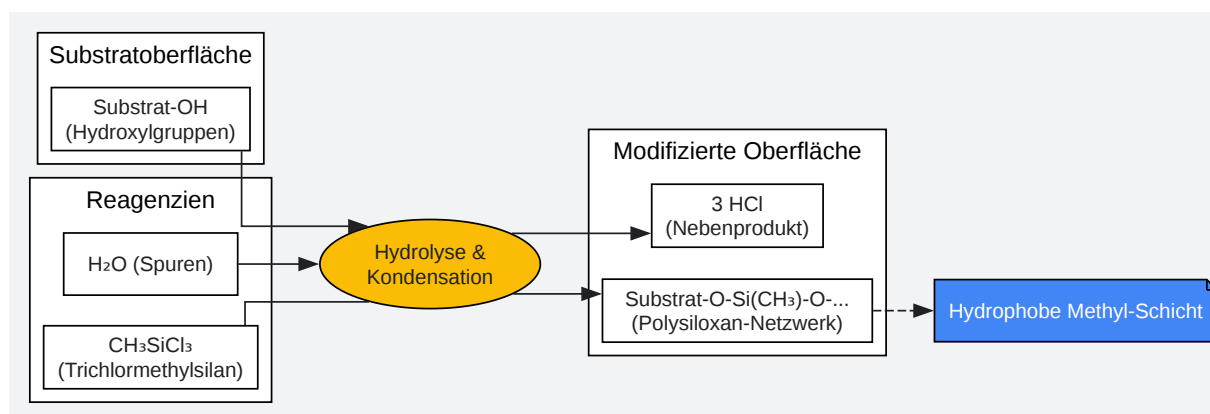 Substratoberfläche
Substrat-OH
(Hydroxylgruppen)
Reagenzien
H₂O (Spuren)
CH₃SiCl₃
(Trichlormethylsilan)
Hydrolyse &
Kondensation
Modifizierte Oberfläche
3 HCl
(Nebenprodukt)
Substrat-O-Si(CH₃)-O-...
(Polysiloxan-Netzwerk)
Hydrophobe Methyl-Schicht